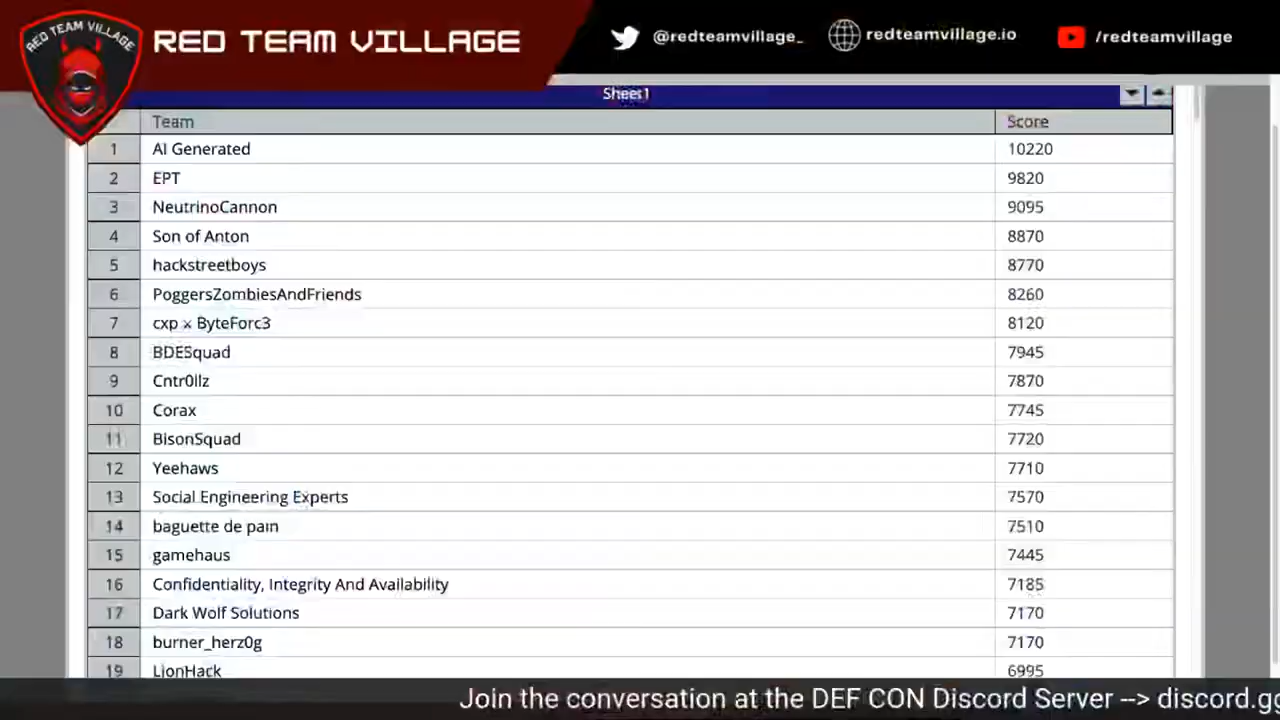 RED TEAM VILLAGE
RED TEAM VILLAGE
@redteamvillage_
redteamvillage.io
/redteamvillage
Sheet1
Team Score
1 AI Generated 10220
2 EPT 9820
3 NeutrinoCannon 9095
4 Son of Anton 8870
5 hackstreetboys 8770
6 PoggersZombiesAndFriends 8260
7 cxp x ByteForc3 8120
8 BDESquad 7945
9 Cntr0llz 7870
10 Corax 7745
11 BisonSquad 7720
12 Yeehaws 7710
13 Social Engineering Experts 7570
14 baguette de pain 7510
15 gamehaus 7445
16 Confidentiality, Integrity And Availability 7185
17 Dark Wolf Solutions 7170
18 burner_herz0g 7170
19 LionHack 6995
Join the conversation at the DEF CON Discord Server --> discord.gg